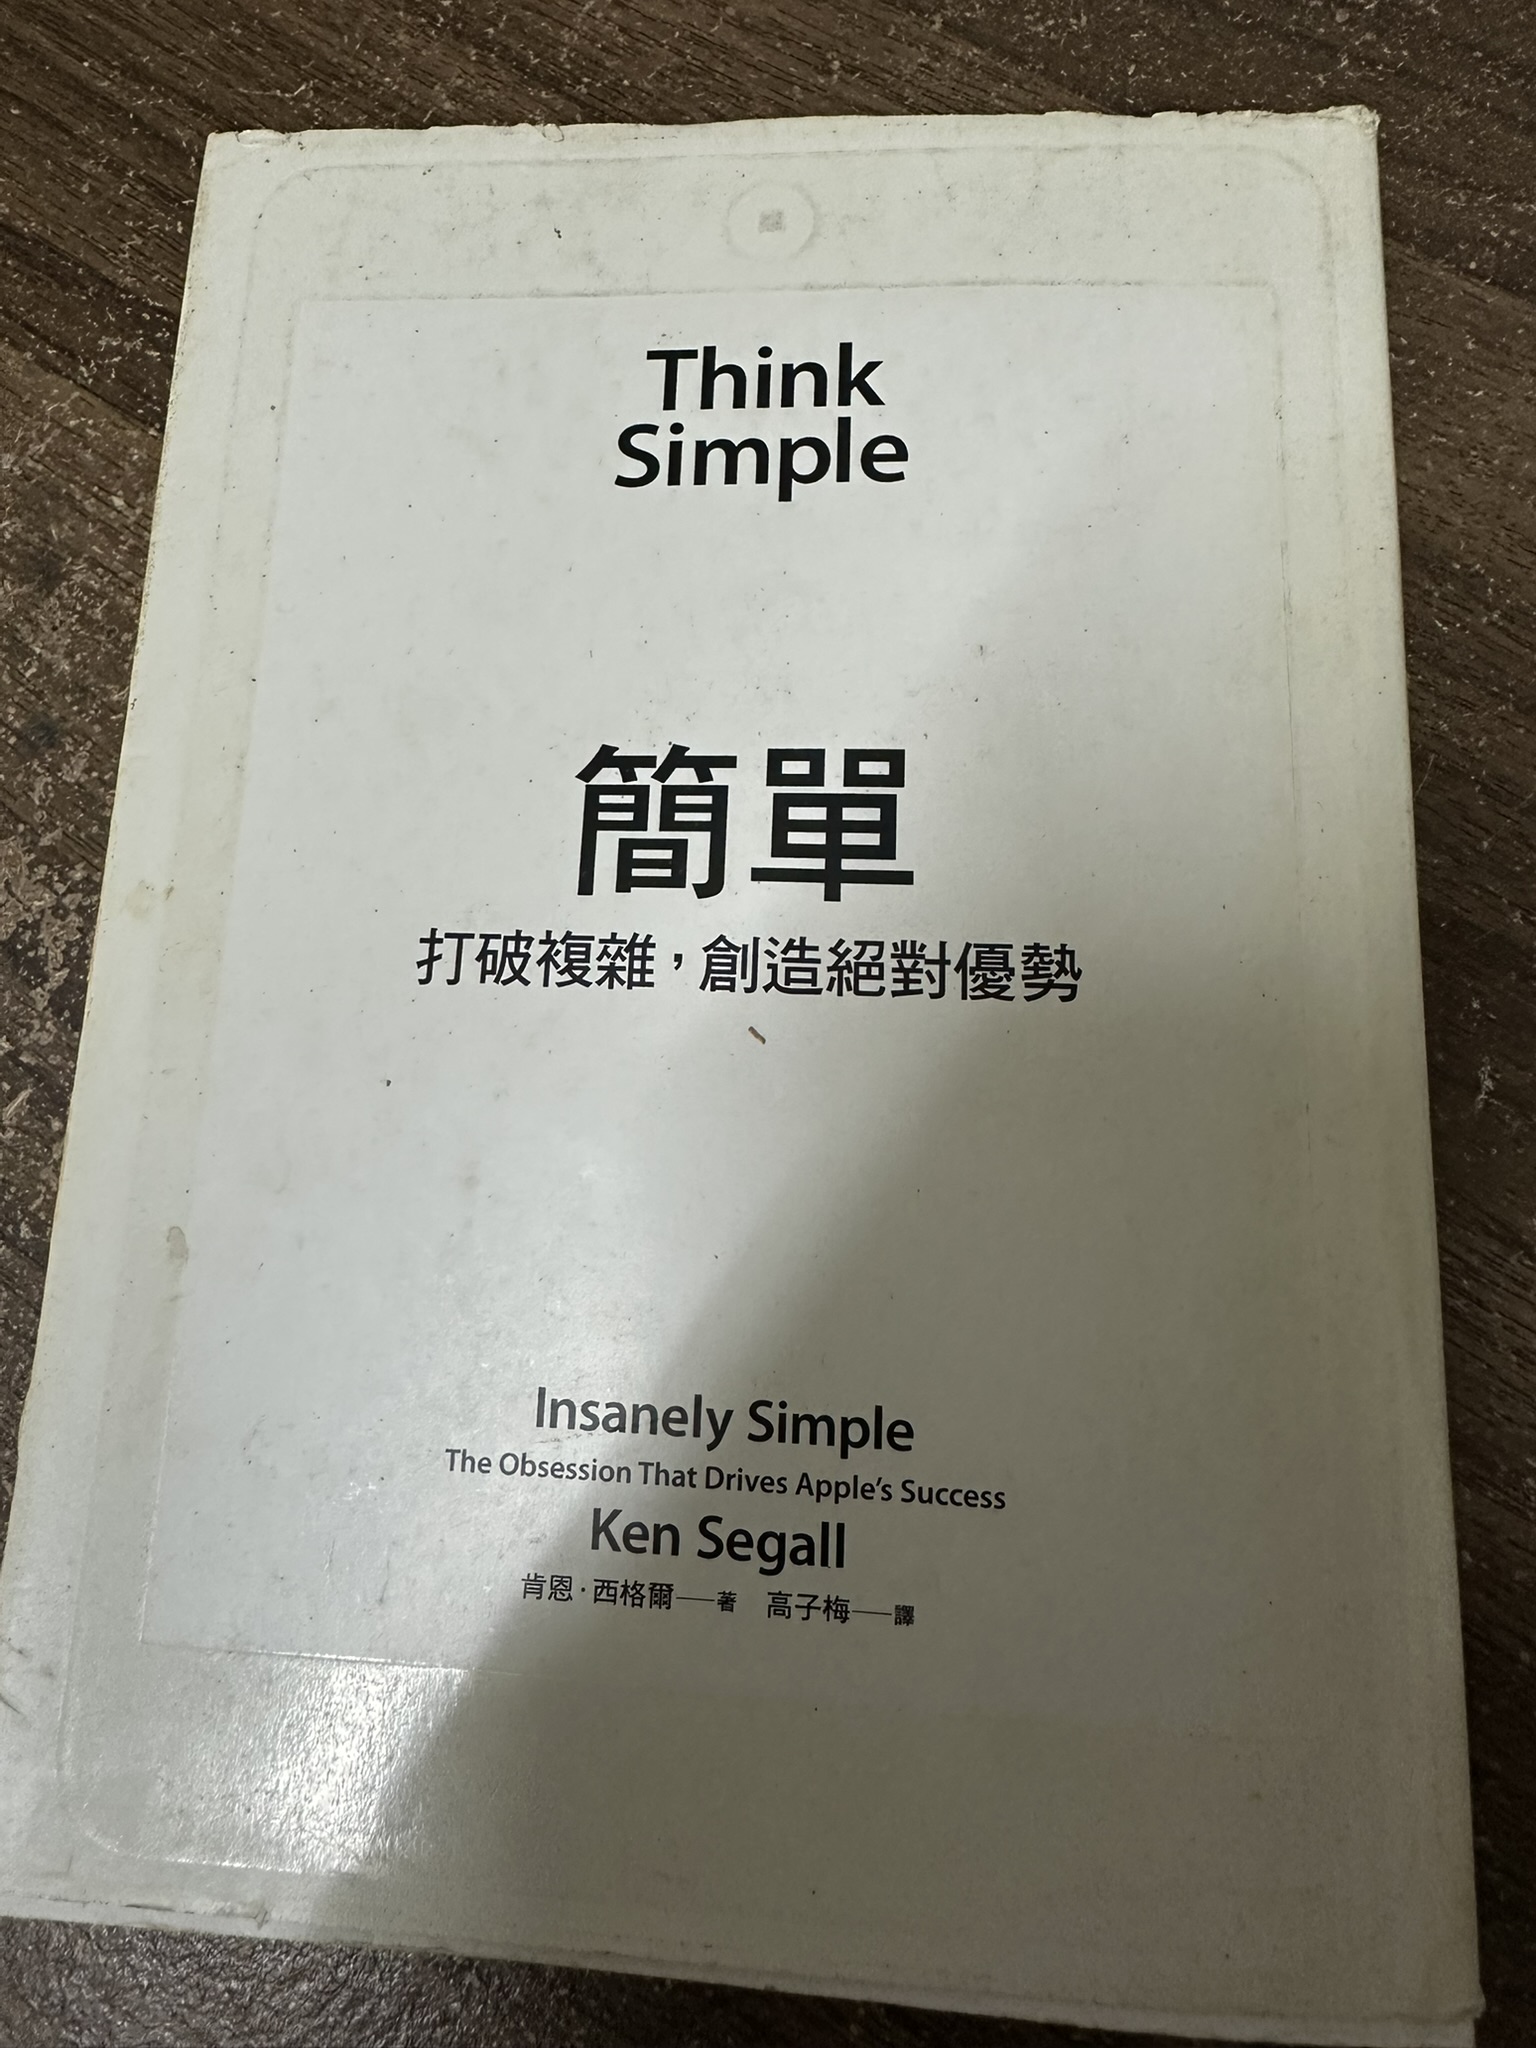 Think
Simple
簡單
打破複雜，創造絕對優勢
Insanely Simple
The Obsession That Drives Apple's Success
Ken Segall
肯恩·西格爾——著 高子梅——譯